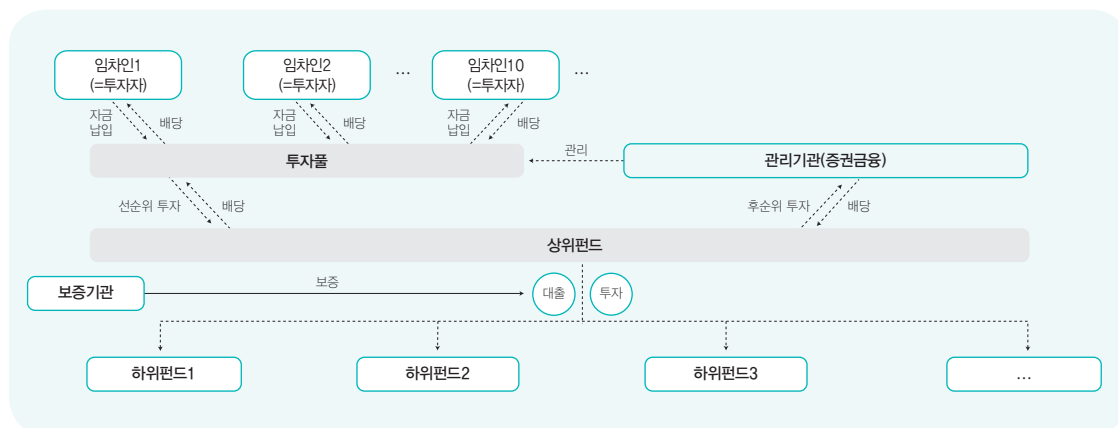 임차인1
(=투자자)
임차인2
(=투자자)
…
임차인10
(=투자자)
…
자금
납입
배당
자금
납입
배당
자금
납입
배당
투자풀
관리
관리기관(증권금융)
선순위 투자
배당
후순위 투자
배당
상위펀드
보증기관
보증
대출
투자
하위펀드1
하위펀드2
하위펀드3
…